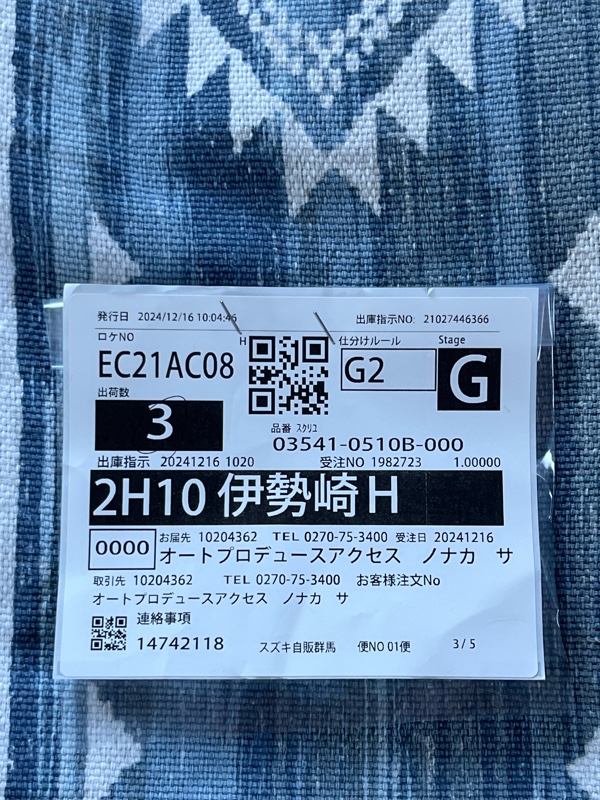 発行日 2024/12/16 10:04:46 出庫指示NO: 21027446366
ロケNO H 仕分けルール Stage
EC21AC08 G2 G
出荷数
3
品番 スクリユ
03541-0510B-000
出庫指示 20241216 1020 受注NO 1982723 1.00000
2H10 伊勢崎H
0000 お届先 10204362 TEL 0270-75-3400 受注日 20241216
オートプロデュースアクセス ノナカ サ
取引先 10204362 TEL 0270-75-3400 お客様注文No
オートプロデュースアクセス ノナカ サ
連絡事項
14742118 スズキ自販群馬 便NO 01便 3/5